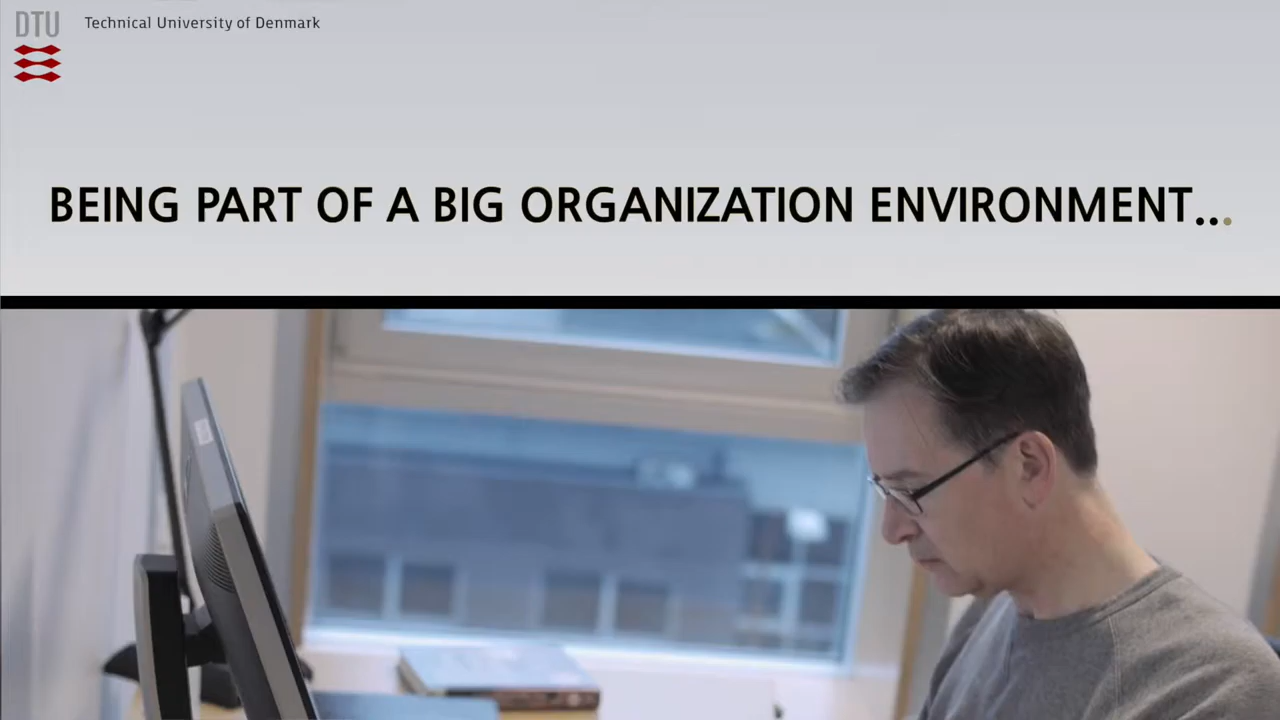 DTU
Technical University of Denmark
BEING PART OF A BIG ORGANIZATION ENVIRONMENT...